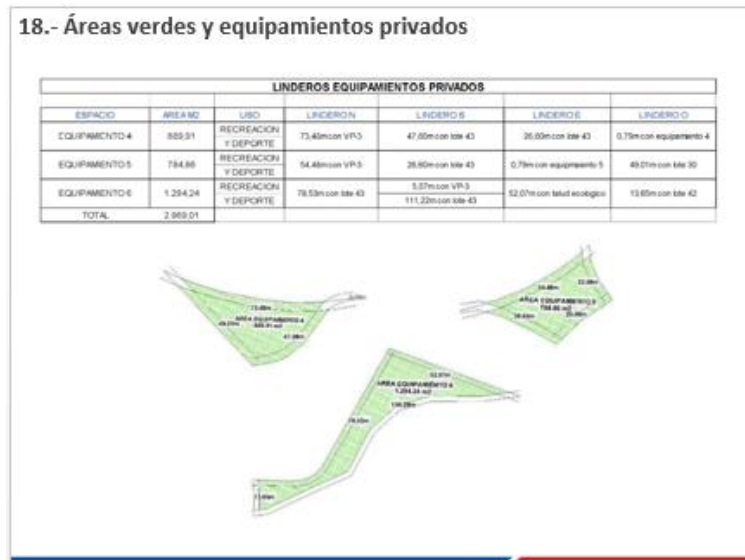 18.- Áreas verdes y equipamientos privados
LINDEROS EQUIPAMIENTOS PRIVADOS
ESPACIO AREA M2 USO LINDERO N LINDERO S LINDERO E LINDERO O
EQUIPAMIENTO 4 889,91 RECREACION Y DEPORTE 73,48m con VP-3 47,60m con lote 43 26,60m con lote 43 0,79m con equipamiento 4
EQUIPAMIENTO 5 784,86 RECREACION Y DEPORTE 54,48m con VP-3 26,80m con lote 43 0,79m con equipamiento 5 49,01m con lote 30
EQUIPAMIENTO 6 1.294,24 RECREACION Y DEPORTE 78,53m con lote 43 5,07m con VP-3 52,07m con talud ecologico 13,65m con lote 42
111,22m con lote 43
TOTAL 2.969,01
AREA EQUIPAMIENTO 4
889.91 m2
AREA EQUIPAMIENTO 5
AREA EQUIPAMIENTO 6
1,294.24 m2